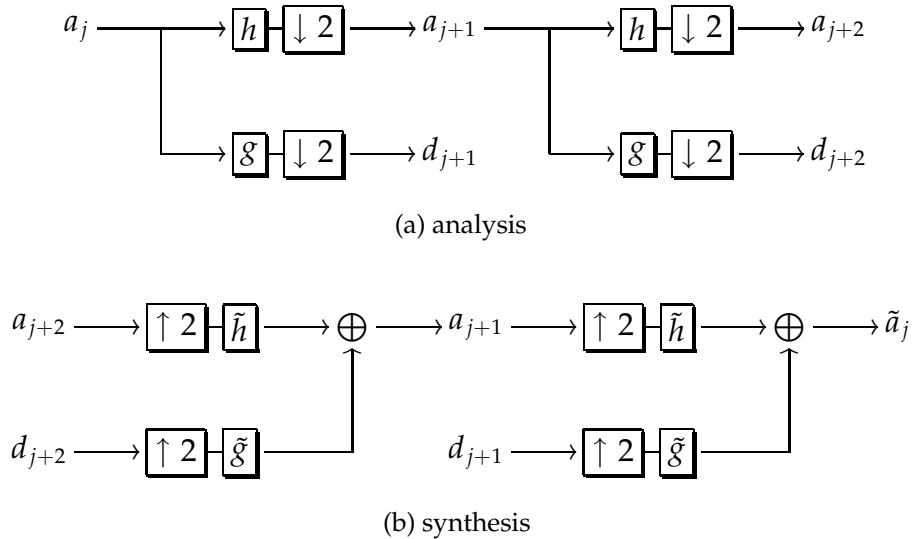 a_j h ↓ 2 a_{j+1} h ↓ 2 a_{j+2}
g ↓ 2 d_{j+1} g ↓ 2 d_{j+2}
(a) analysis
a_{j+2} ↑ 2 h̃ ⊕ a_{j+1} ↑ 2 h̃ ⊕ ã_j
d_{j+2} ↑ 2 g̃ d_{j+1} ↑ 2 g̃
(b) synthesis